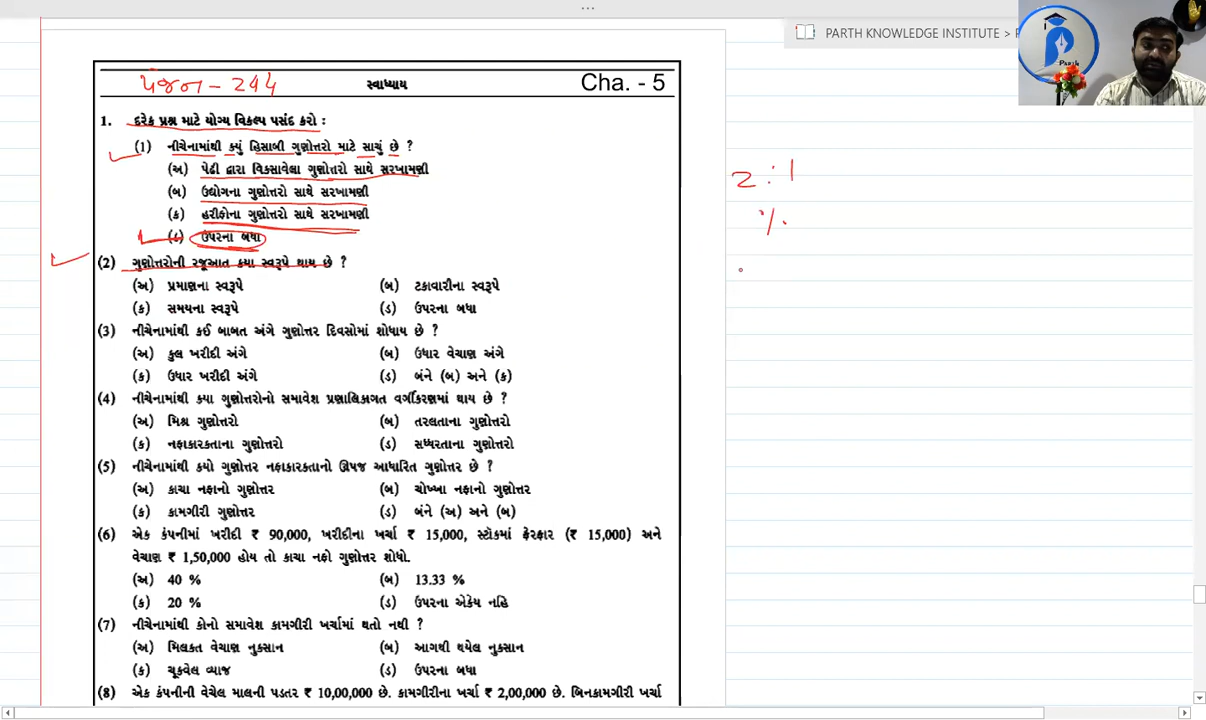 PARTH KNOWLEDGE INSTITUTE >
Parth
પેજ નં - 244 સ્વાધ્યાય Cha. - 5
1. દરેક પ્રશ્ન માટે યોગ્ય વિકલ્પ પસંદ કરો :
(1) નીચેનામાંથી ક્યું હિસાબી ગુણોત્તરો માટે સાચું છે ?
(અ) પેઢી દ્વારા વિક્સાવેલા ગુણોત્તરો સાથે સરખામણી
(બ) ઉદ્યોગના ગુણોત્તરો સાથે સરખામણી
(ક) હરીફોના ગુણોત્તરો સાથે સરખામણી
(ડ) ઉપરના બધા
(2) ગુણોત્તરોની રજૂઆત કયા સ્વરૂપે થાય છે ?
(અ) પ્રમાણના સ્વરૂપે (બ) ટકાવારીના સ્વરૂપે
(ક) સમયના સ્વરૂપે (ડ) ઉપરના બધા
(3) નીચેનામાંથી કઈ બાબત અંગે ગુણોત્તર દિવસોમાં શોધાય છે ?
(અ) કુલ ખરીદી અંગે (બ) ઉધાર વેચાણ અંગે
(ક) ઉધાર ખરીદી અંગે (ડ) બંને (બ) અને (ક)
(4) નીચેનામાંથી ક્યા ગુણોત્તરોનો સમાવેશ પ્રણાલિકાગત વર્ગીકરણમાં થાય છે ?
(અ) મિશ્ર ગુણોત્તરો (બ) તરલતાના ગુણોત્તરો
(ક) નફાકારકતાના ગુણોત્તરો (ડ) સધ્ધરતાના ગુણોત્તરો
(5) નીચેનામાંથી કયો ગુણોત્તર નફાકારક્તાનો ઊપજ આધારિત ગુણોત્તર છે ?
(અ) કાચા નફાનો ગુણોત્તર (બ) ચોખ્ખા નફાનો ગુણોત્તર
(ક) કામગીરી ગુણોત્તર (ડ) બંને (અ) અને (બ)
(6) એક કંપનીમાં ખરીદી ₹ 90,000, ખરીદીના ખર્ચા ₹ 15,000, સ્ટૉકમાં ફેરફાર (₹ 15,000) અને
વેચાણ ₹ 1,50,000 હોય તો કાચા નફો ગુણોત્તર શોધો.
(અ) 40 % (બ) 13.33 %
(ક) 20 % (ડ) ઉપરના એકેય નહિ
(7) નીચેનામાંથી કોનો સમાવેશ કામગીરી ખર્ચામાં થતો નથી ?
(અ) મિલકત વેચાણ નુક્સાન (બ) આગથી થયેલ નુક્સાન
(ક) ચૂકવેલ વ્યાજ (ડ) ઉપરના બધા
(8) એક કંપનીની વેચેલ માલની પડતર ₹ 10,00,000 છે. કામગીરીના ખર્ચા ₹ 2,00,000 છે. બિનકામગીરી ખર્ચા
2 : 1
%